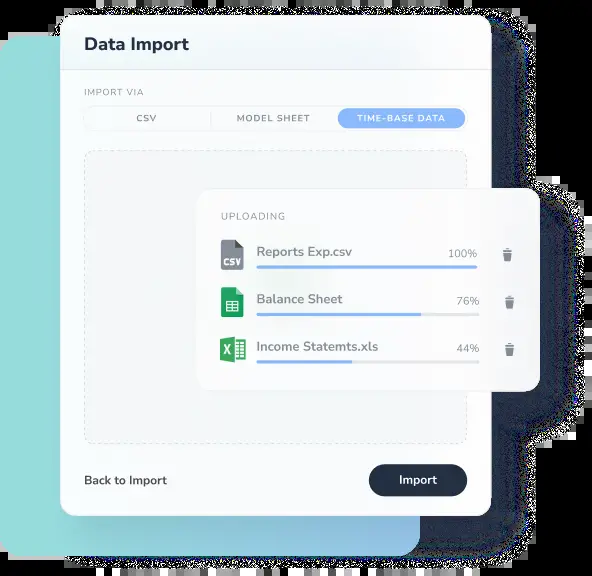 Data Import
IMPORT VIA
CSV
MODEL SHEET
TIME-BASE DATA
UPLOADING
CSV
Reports Exp.csv
100%
Balance Sheet
76%
X
Income Statemts.xls
44%
Back to Import
Import